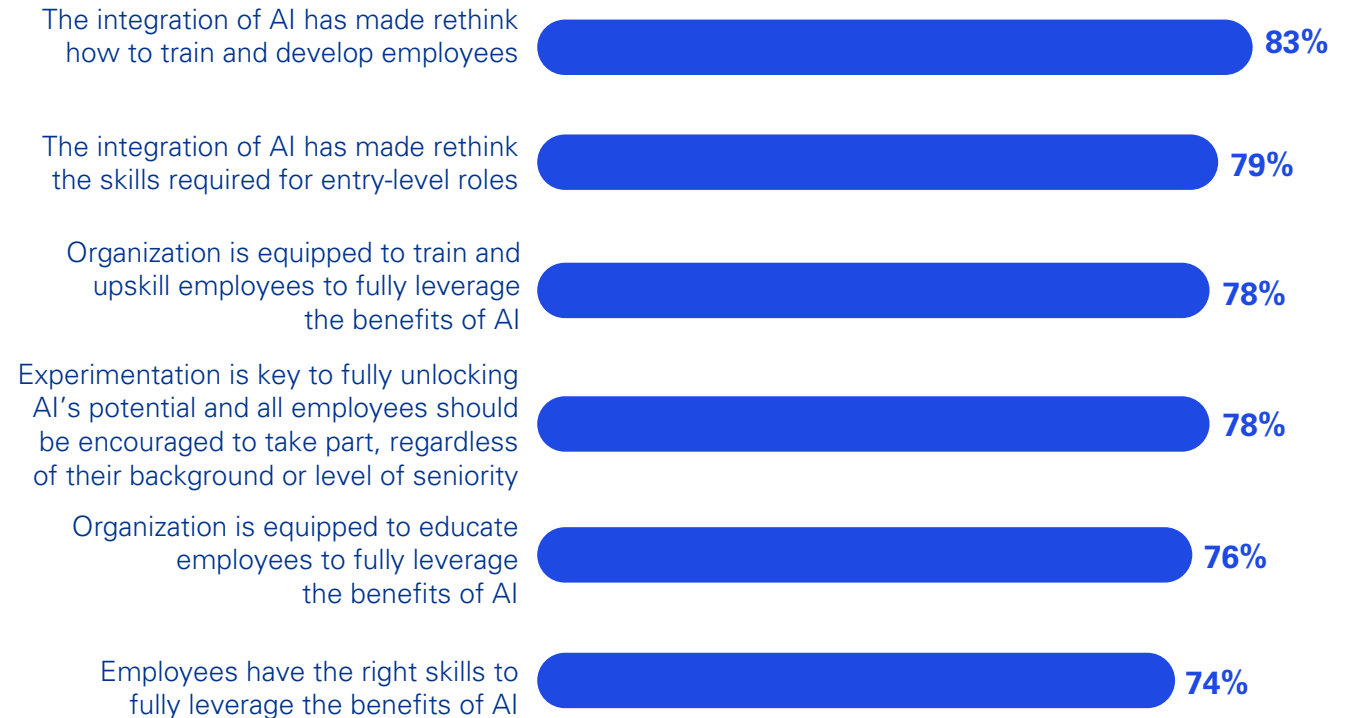 The integration of AI has made rethink
how to train and develop employees
83%
The integration of AI has made rethink
the skills required for entry-level roles
79%
Organization is equipped to train and
upskill employees to fully leverage
the benefits of AI
78%
Experimentation is key to fully unlocking
AI’s potential and all employees should
be encouraged to take part, regardless
of their background or level of seniority
78%
Organization is equipped to educate
employees to fully leverage
the benefits of AI
76%
Employees have the right skills to
fully leverage the benefits of AI
74%